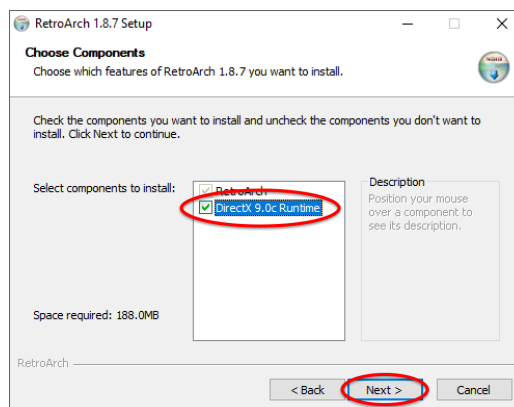 RetroArch 1.8.7 Setup
Choose Components
Choose which features of RetroArch 1.8.7 you want to install.
Check the components you want to install and uncheck the components you don't want to
install. Click Next to continue.
Select components to install:
RetroArch
DirectX 9.0c Runtime
Description
Position your mouse
over a component to
see its description.
Space required: 188.0MB
RetroArch
< Back
Next >
Cancel